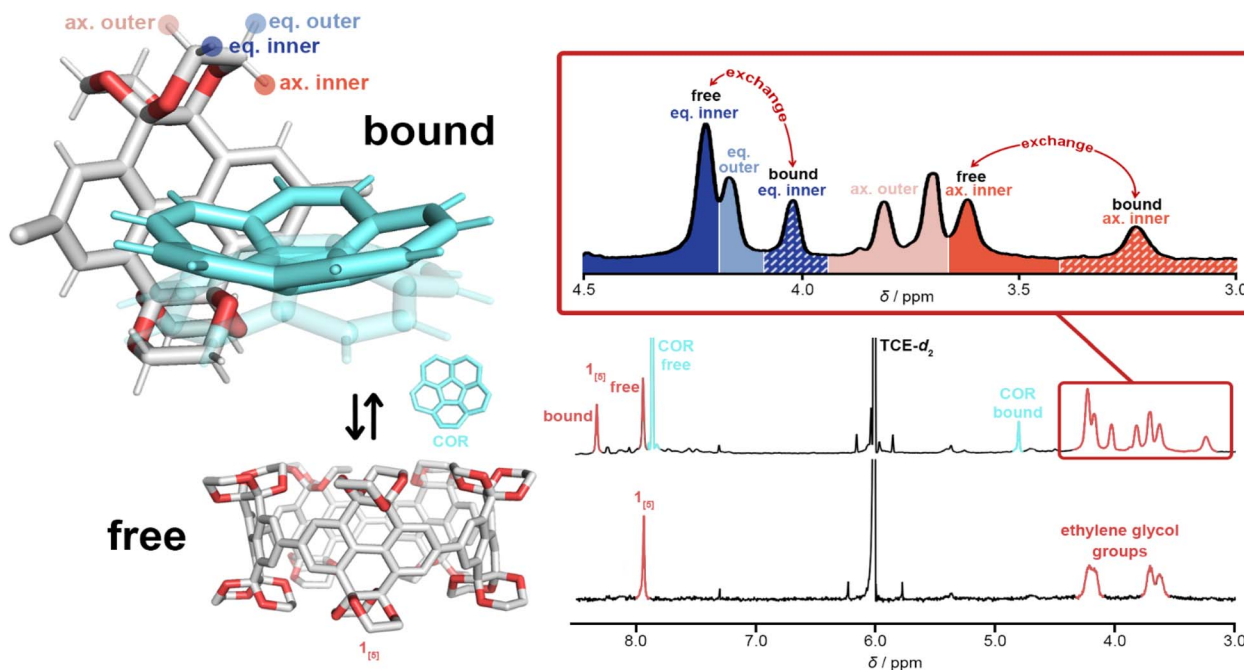 ax. outer
eq. outer
eq. inner
ax. inner
bound
COR
free
1[5]
exchange
free
eq. inner
eq.
outer
bound
eq. inner
ax. outer
exchange
free
ax. inner
bound
ax. inner
4.5 4.0 3.5 3.0
δ / ppm
bound
1[5] free
COR
free
TCE-d2
COR
bound
1[5]
ethylene glycol
groups
8.0 7.0 6.0 5.0 4.0 3.0
δ / ppm